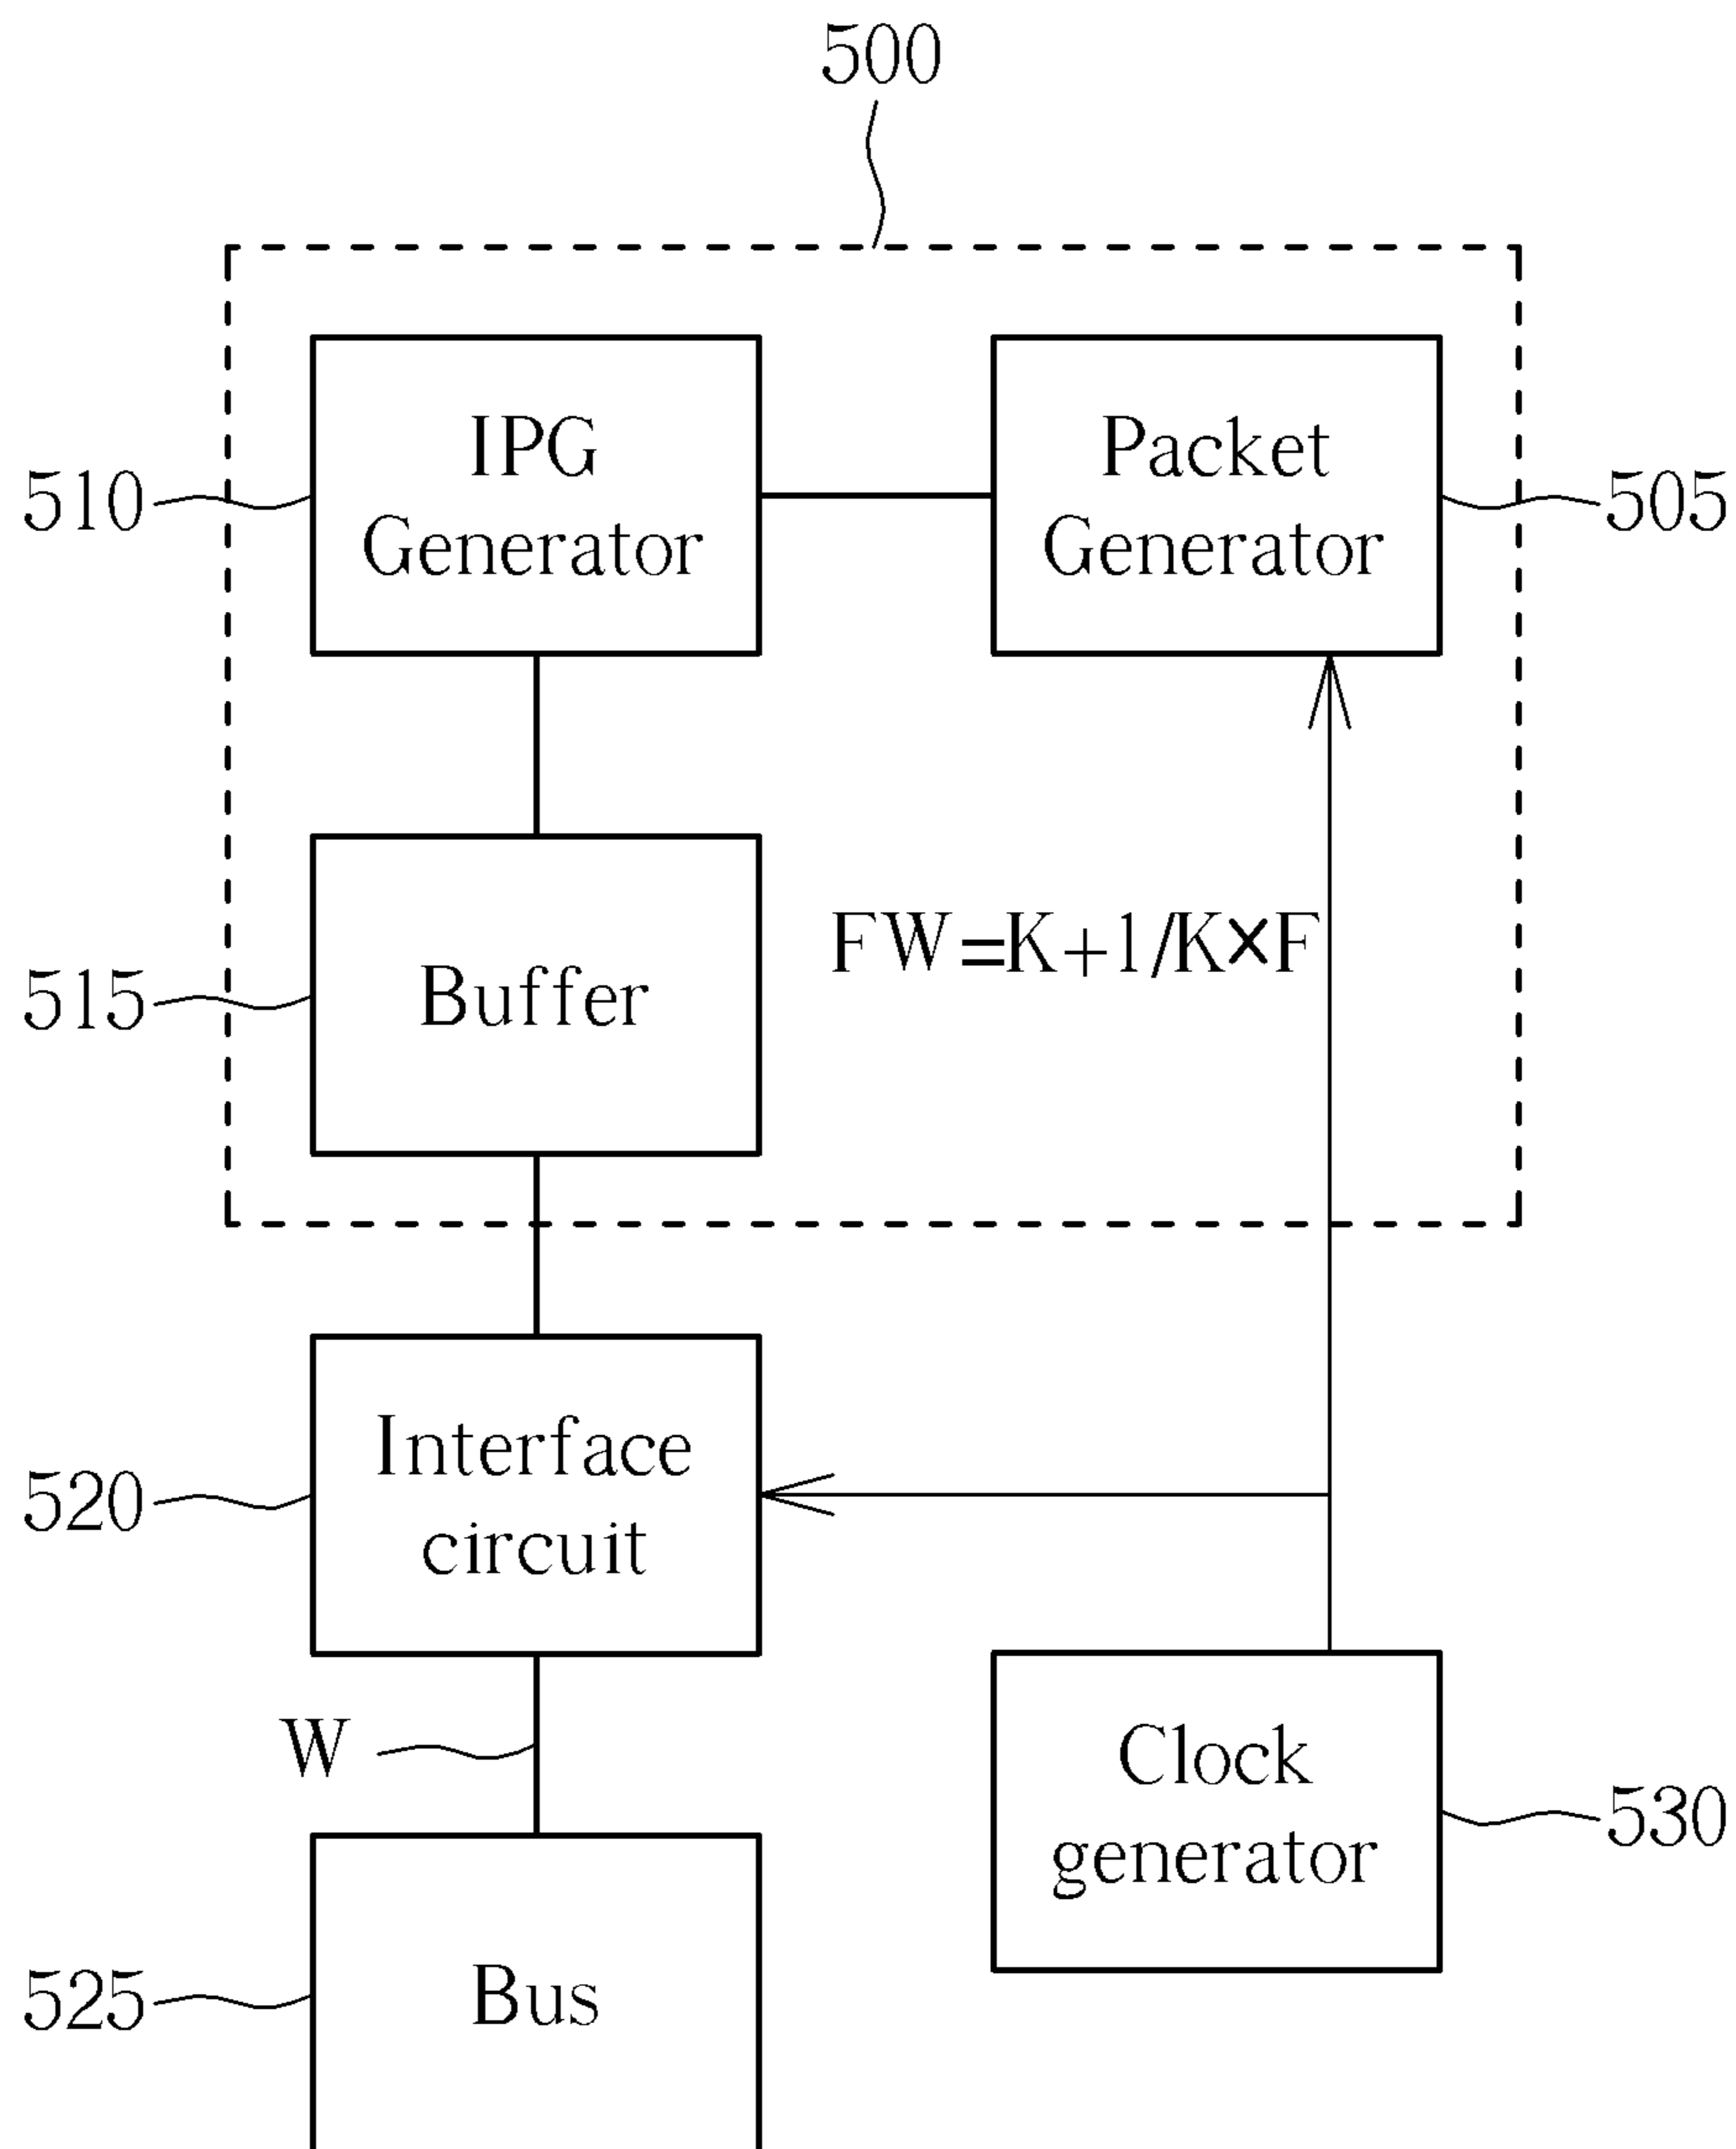 500
IPG
Generator
Packet
Generator
510
505
Buffer
FW=K+1/K×F
515
Interface
circuit
520
W
Clock
generator
530
Bus
525